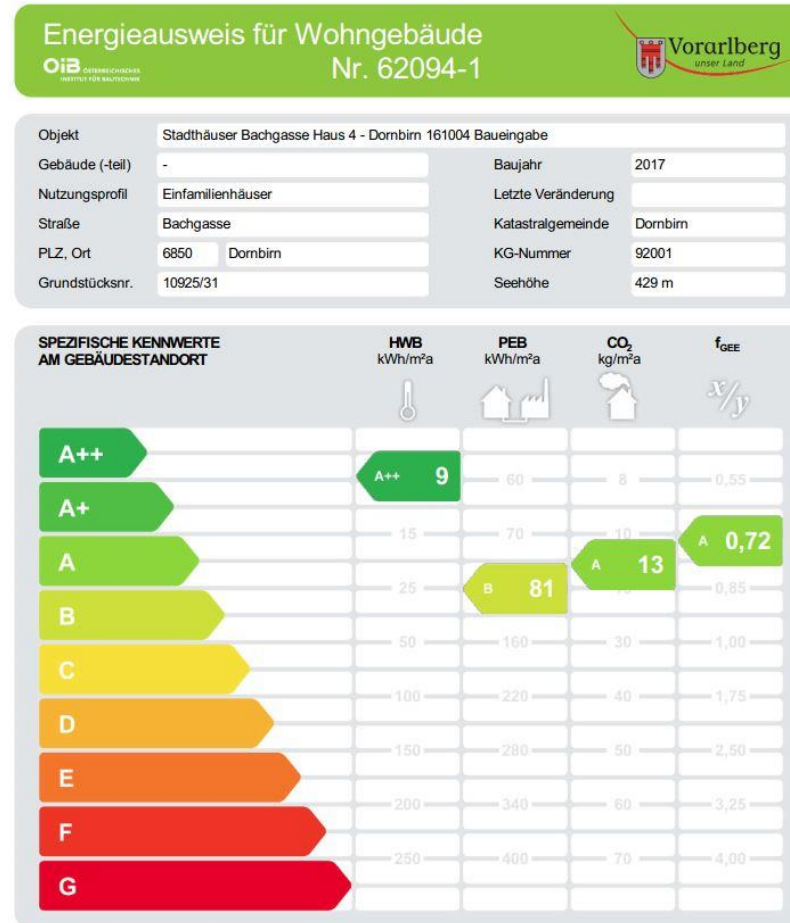 Energieausweis für Wohngebäude
OiB ÖSTERREICHISCHES
INSTITUT FÜR BAUTECHNIK
Nr. 62094-1
Vorarlberg
unser Land
Objekt Stadthäuser Bachgasse Haus 4 - Dornbirn 161004 Baueingabe
Gebäude (-teil) - Baujahr 2017
Nutzungsprofil Einfamilienhäuser Letzte Veränderung
Straße Bachgasse Katastralgemeinde Dornbirn
PLZ, Ort 6850 Dornbirn KG-Nummer 92001
Grundstücksnr. 10925/31 Seehöhe 429 m
SPEZIFISCHE KENNWERTE HWB PEB CO₂ fGEE
AM GEBÄUDESTANDORT kWh/m²a kWh/m²a kg/m²a
x/y
A++
A++ 9 60 8 0,55
A+
15 70 10 A 0,72
A
A 13
25 B 81 0,85
B
50 160 30 1,00
C
100 220 40 1,75
D
150 280 50 2,50
E
200 340 60 3,25
F
250 400 70 4,00
G